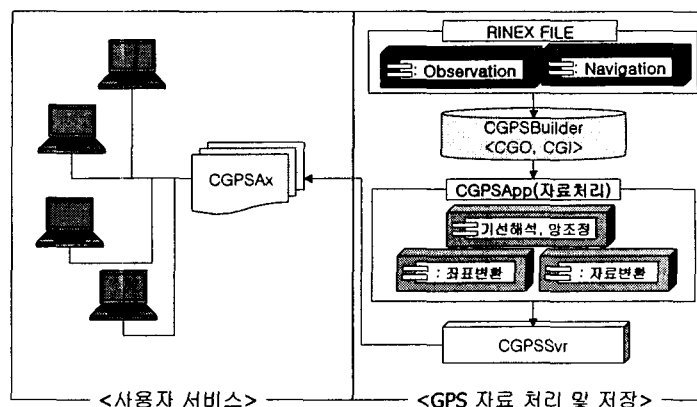 RINEX FILE
: Observation
: Navigation
CGPSBuilder
<CGO, CGI>
CGPSAx
CGPSApp(자료처리)
기선해석, 망조정
: 좌표변환
: 자료변환
CGPSSvr
<사용자 서비스>
<GPS 자료 처리 및 저장>